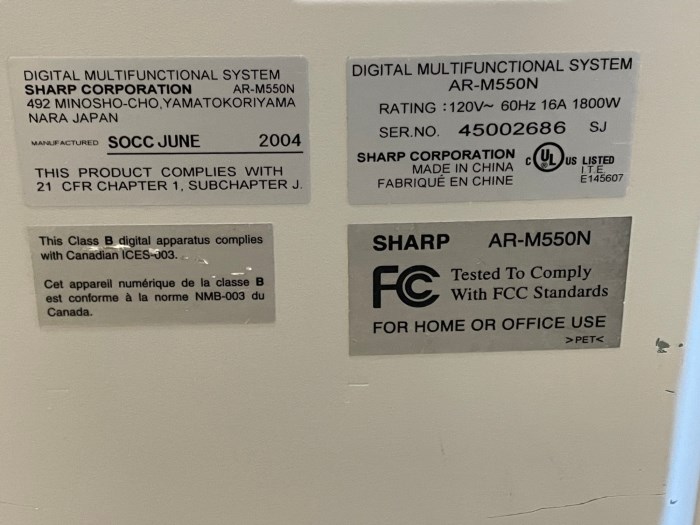 DIGITAL MULTIFUNCTIONAL SYSTEM
SHARP CORPORATION AR-M550N
492 MINOSHO-CHO,YAMATOKORIYAMA
NARA JAPAN
MANUFACTURED SOCC JUNE 2004
THIS PRODUCT COMPLIES WITH
21 CFR CHAPTER 1, SUBCHAPTER J.
DIGITAL MULTIFUNCTIONAL SYSTEM
AR-M550N
RATING : 120V~ 60Hz 16A 1800W
SER.NO. 45002686 SJ
SHARP CORPORATION
MADE IN CHINA
FABRIQUÉ EN CHINE
C UL US LISTED
I.T.E.
E145607
This Class B digital apparatus complies
with Canadian ICES-003.
Cet appareil numérique de la classe B
est conforme à la norme NMB-003 du
Canada.
SHARP AR-M550N
FC Tested To Comply
With FCC Standards
FOR HOME OR OFFICE USE
>PET<